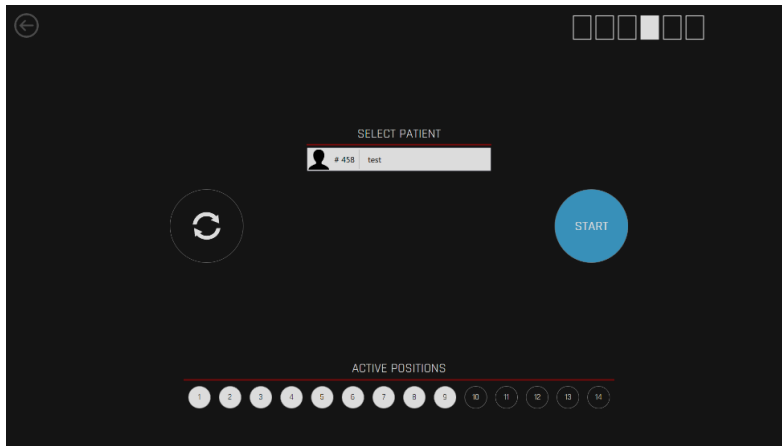 SELECT PATIENT
# 458 test
START
ACTIVE POSITIONS
1 2 3 4 5 6 7 8 9 10 11 12 13 14